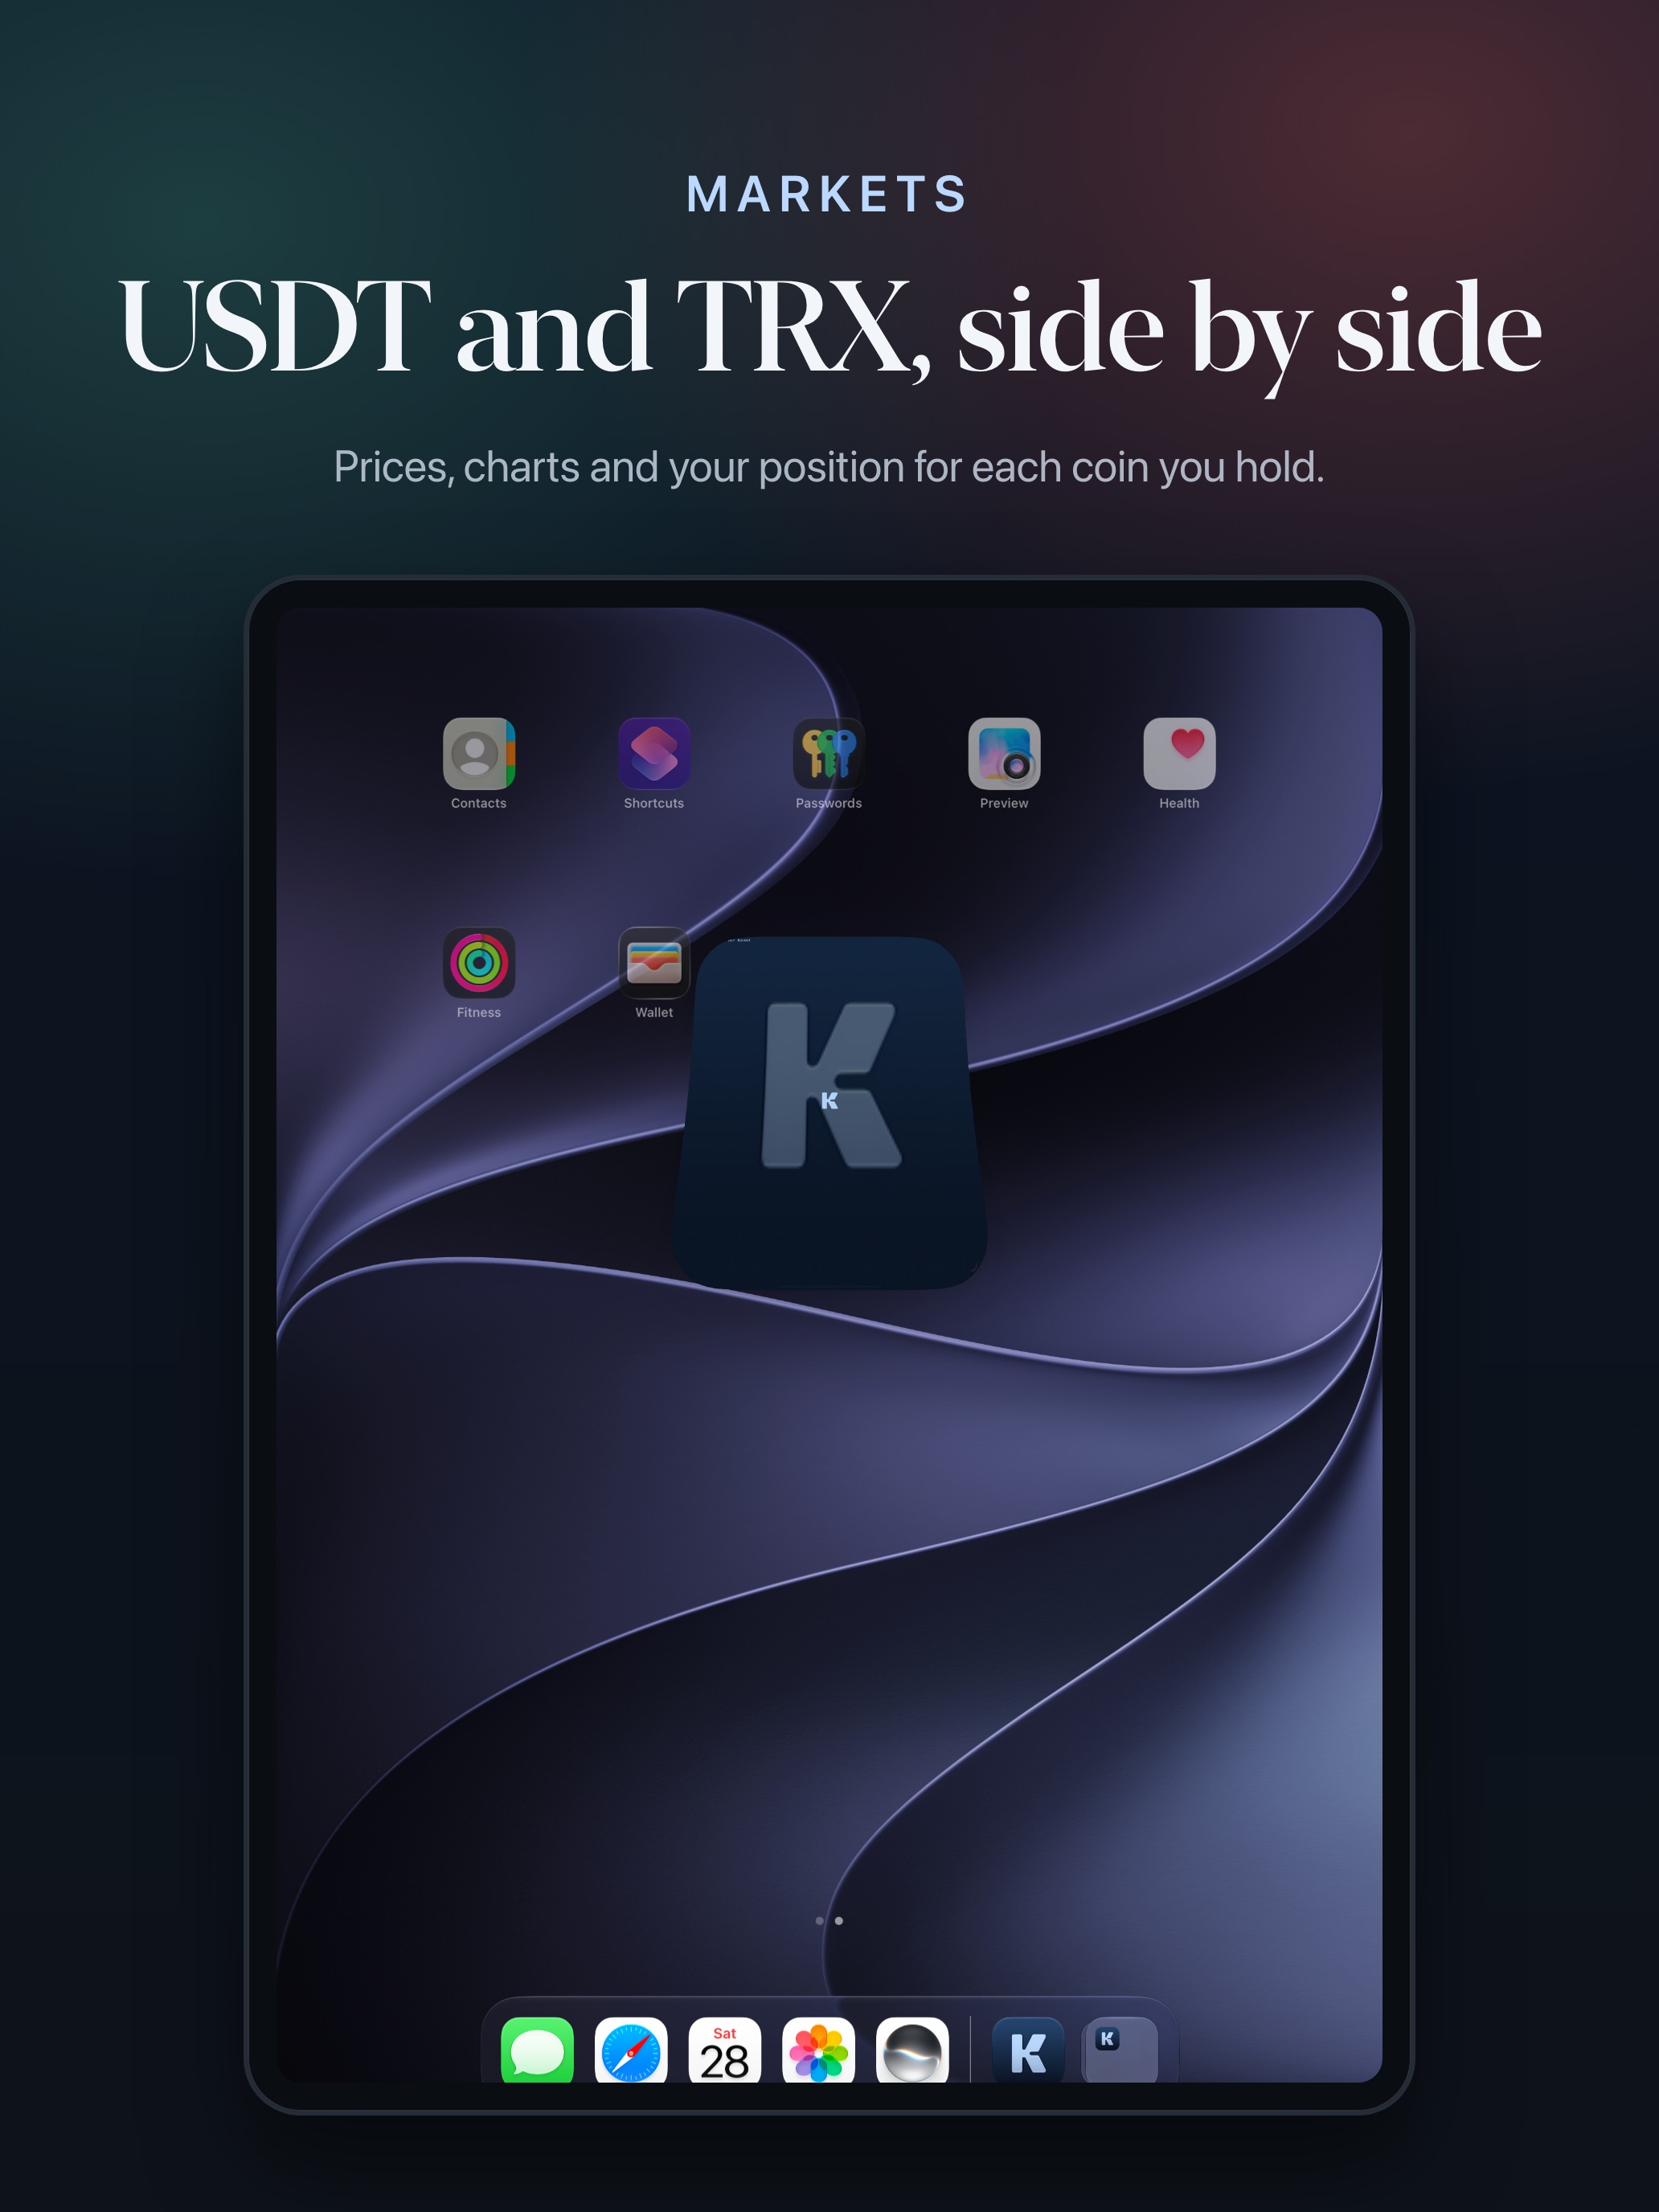 MARKETS
USDT and TRX, side by side
Prices, charts and your position for each coin you hold.
Contacts
Shortcuts
Passwords
Preview
Health
Fitness
Wallet
K
K
Sat
28
K
K